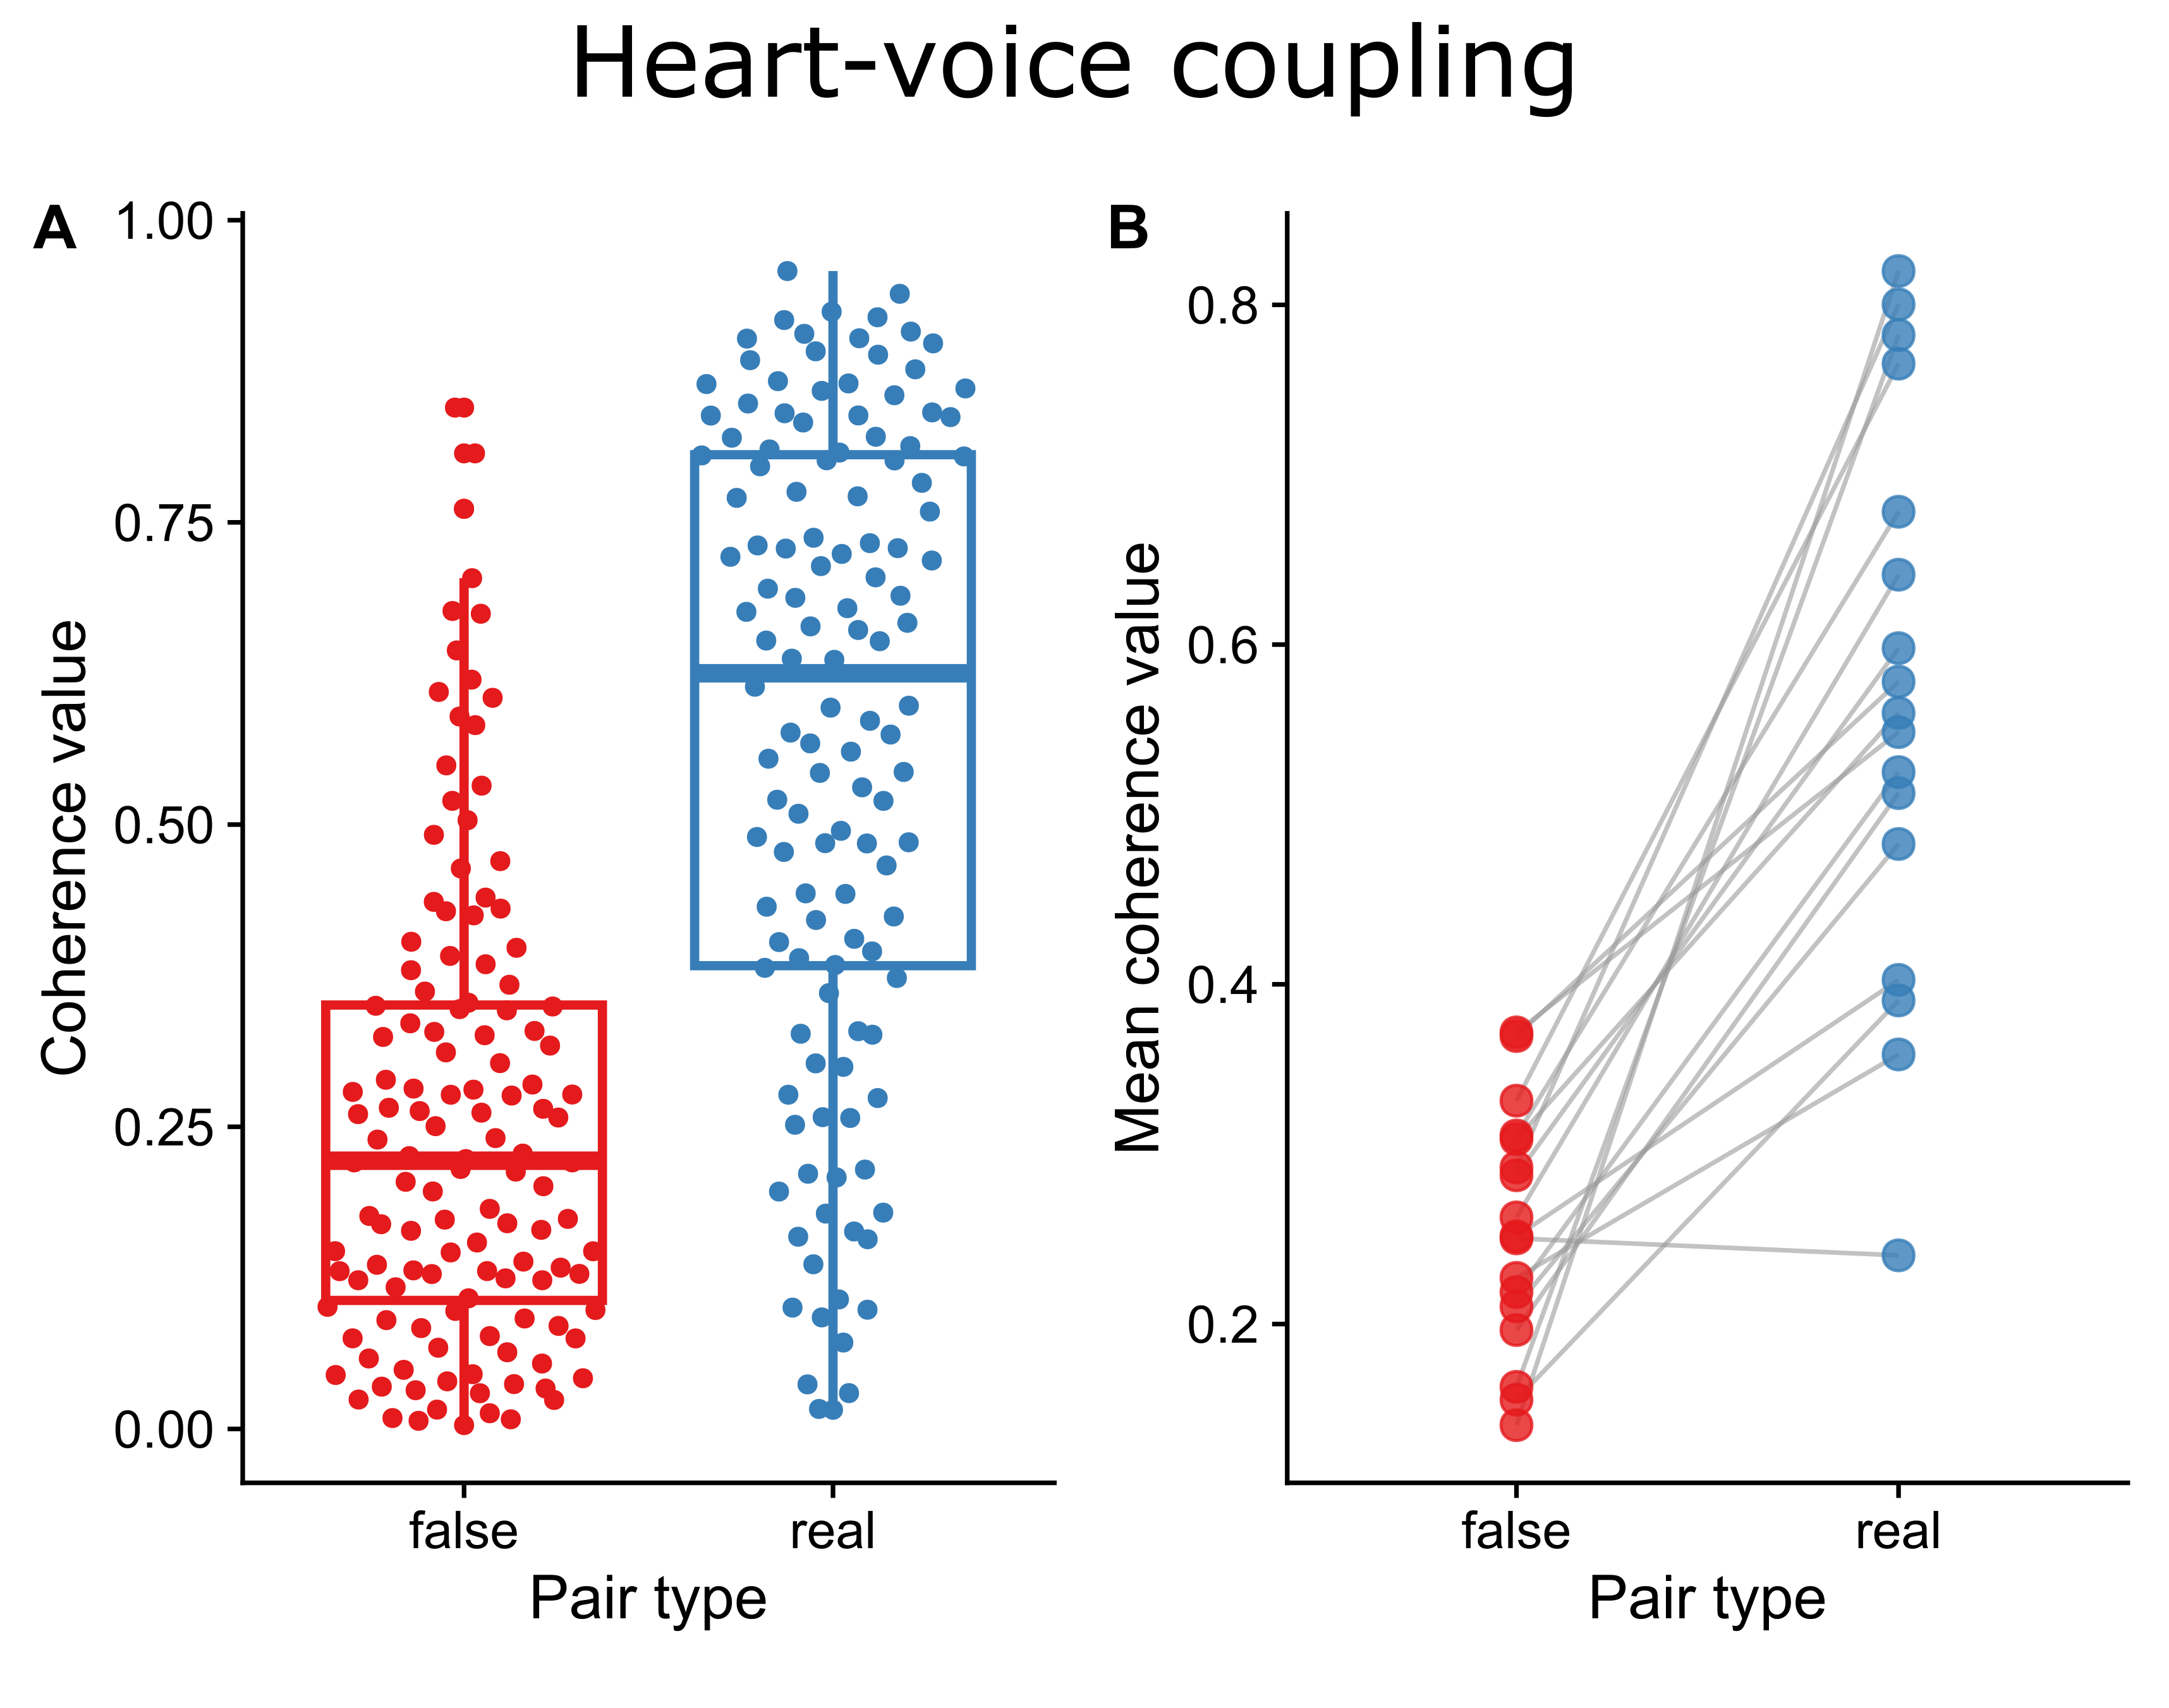 Heart-voice coupling
A
1.00
0.75
0.50
0.25
0.00
Coherence value
false
real
Pair type
B
0.8
0.6
0.4
0.2
Mean coherence value
false
real
Pair type